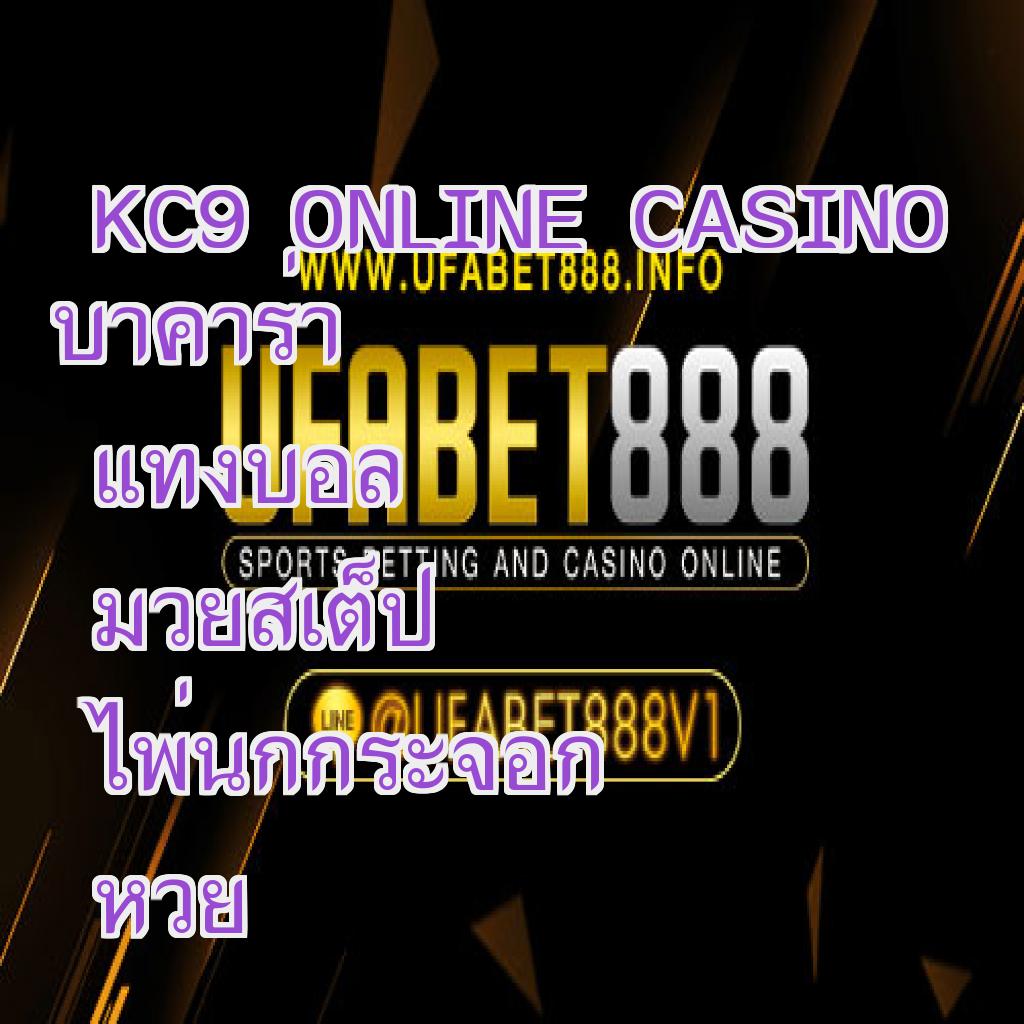 KC9 ONLINE CASINO
WWW.UFABET888.INFO
บาคารุา
UFABET888
แทงบอล
SPORTS BETTING AND CASINO ONLINE
มวยสเต็ป
LINE @UFABET888V1
ไพ่นกกระจอก
หวย